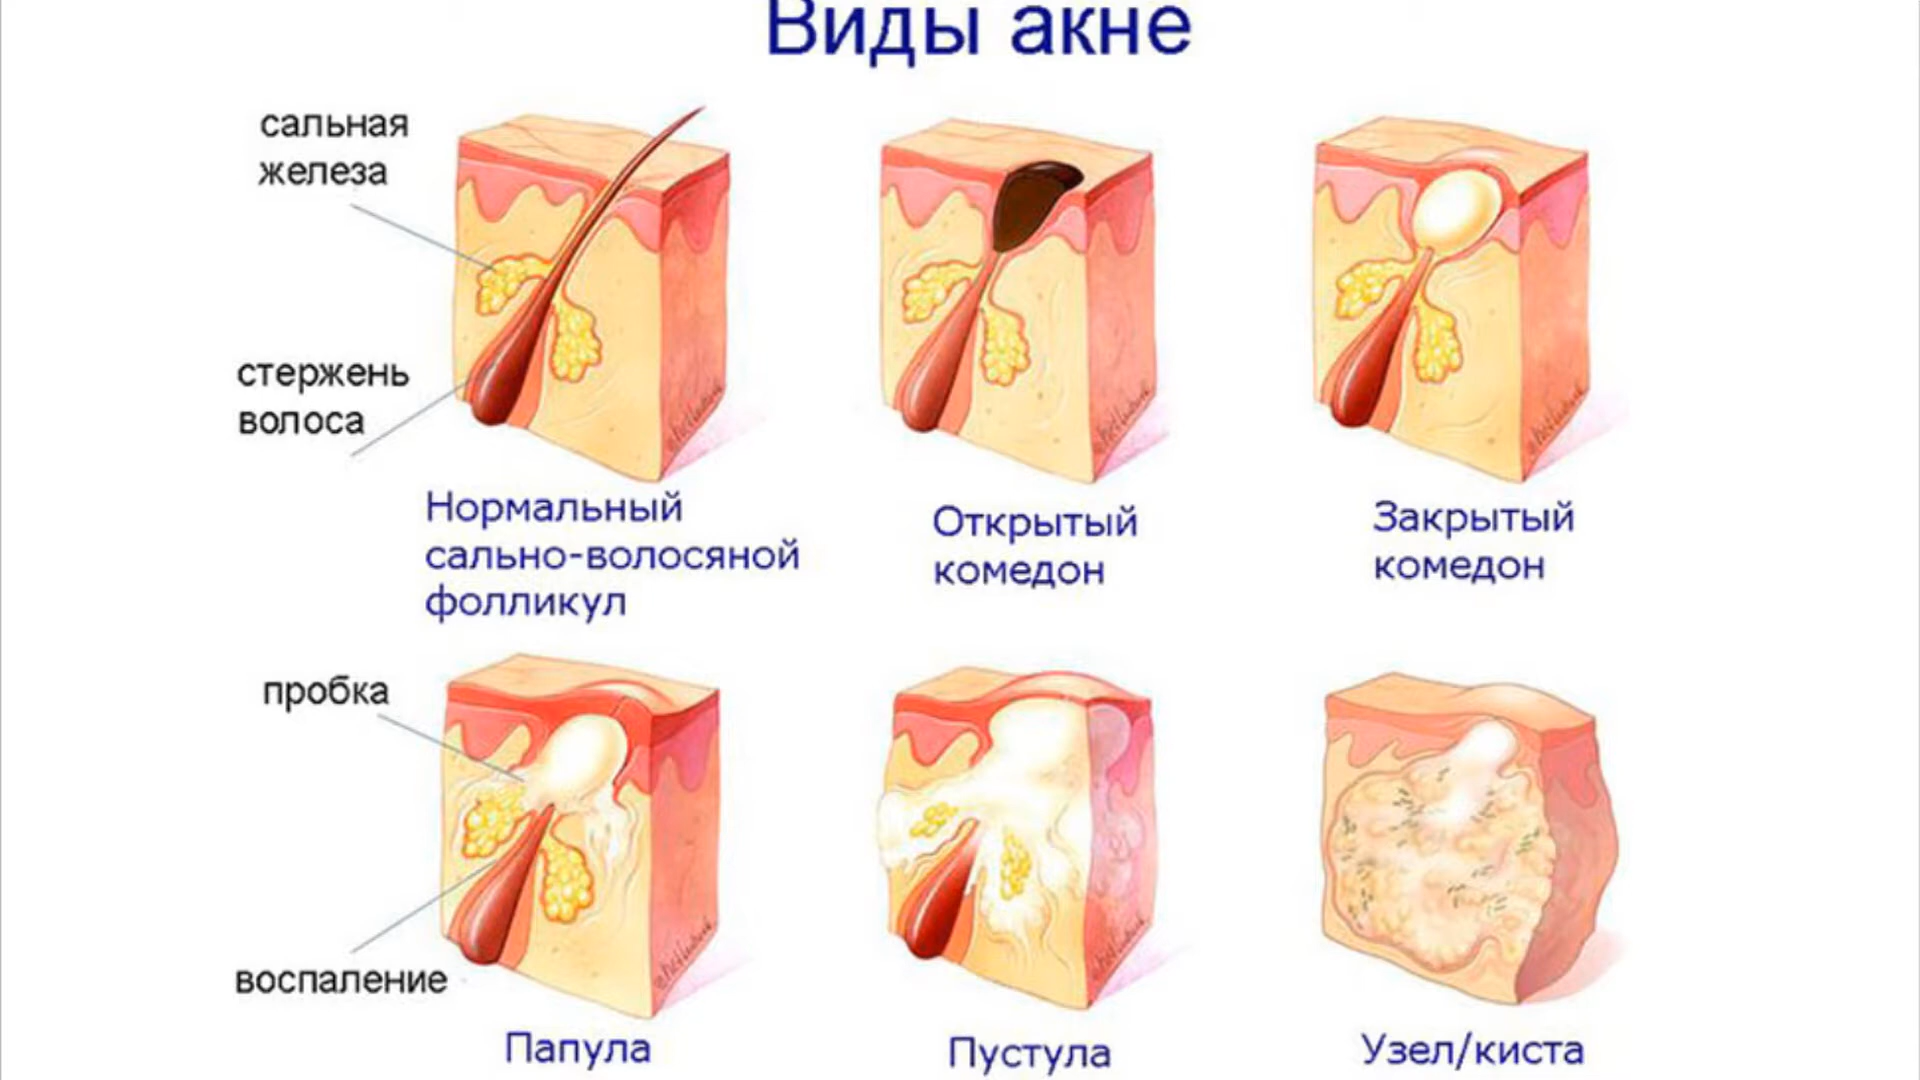 Виды акне
сальная
железа
стержень
волоса
Нормальный
сально-волосяной
фолликул
Открытый
комедон
Закрытый
комедон
пробка
воспаление
Папула
Пустула
Узел/киста